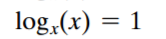 logₓ(x) = 1